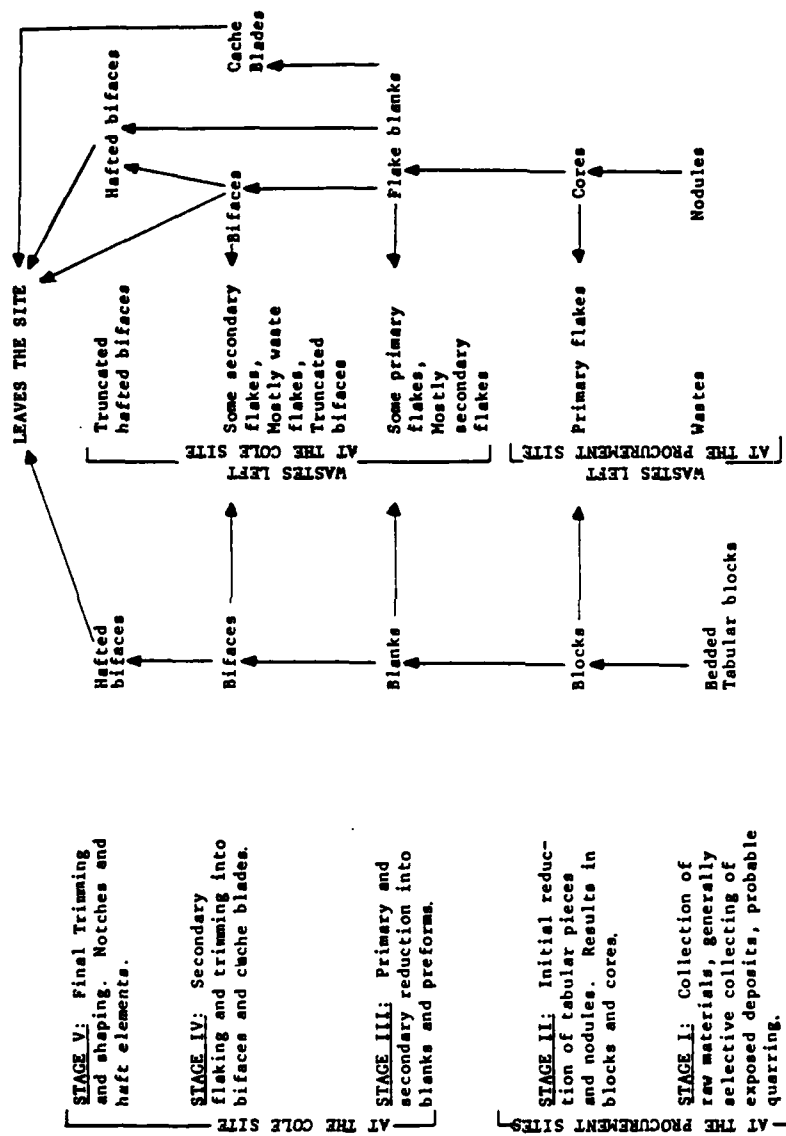 LEAVES THE SITE
AT THE COLE SITE
STAGE V: Final Trimming
and shaping. Notches and
haft elements.
STAGE IV: Secondary
flaking and trimming into
bifaces and cache blades.
STAGE III: Primary and
secondary reduction into
blanks and preforms.
AT THE PROCUREMENT SITES
STAGE II: Initial reduc-
tion of tabular pieces
and nodules. Results in
blocks and cores.
STAGE I: Collection of
raw materials, generally
selective collecting of
exposed deposits, probable
quarring.
Hafted
bifaces
Bifaces
Blanks
Blocks
Bedded
Tabular blocks
WASTES LEFT
AT THE COLE SITE
Truncated
hafted bifaces
Some secondary
flakes,
Mostly waste
flakes,
Truncated
bifaces
Some primary
flakes,
Mostly
secondary
flakes
WASTES LEFT
AT THE PROCUREMENT SITE
Primary flakes
Wastes
Hafted bifaces
Cache
Blades
Bifaces
Flake blanks
Cores
Nodules